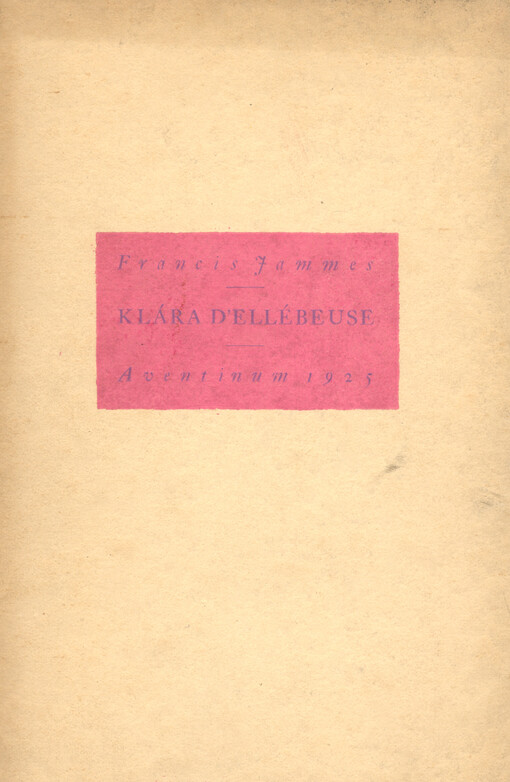 Francis Jammes
KLÁRA D'ELLÉBEUSE
Aventinum 1925